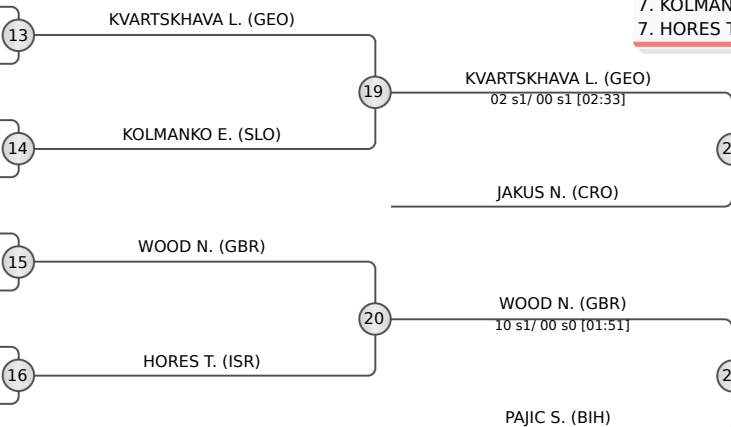 7. KOLMAN
7. HORES T
13
KVARTSKHAVA L. (GEO)
19
KVARTSKHAVA L. (GEO)
02 s1/ 00 s1 [02:33]
14
KOLMANKO E. (SLO)
2
JAKUS N. (CRO)
15
WOOD N. (GBR)
20
WOOD N. (GBR)
10 s1/ 00 s0 [01:51]
16
HORES T. (ISR)
2
PAJIC S. (BIH)